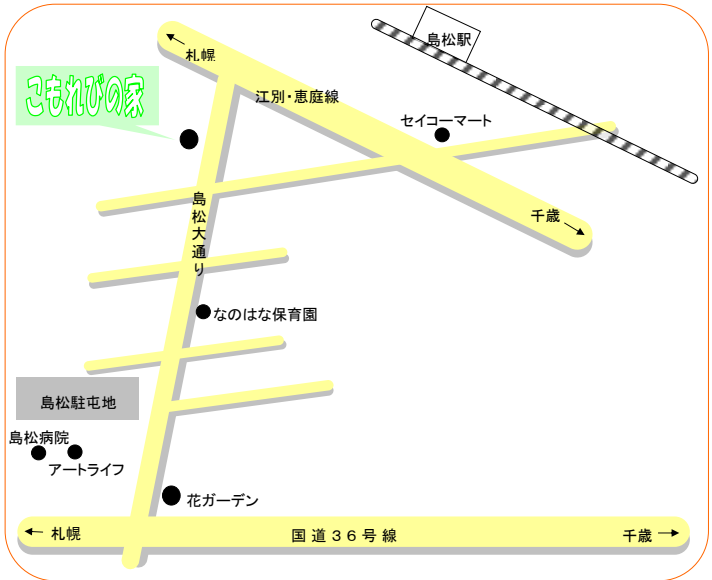 島松駅
札幌
こもれびの家
江別・恵庭線
セイコーマート
島松大通り
千歳
なのはな保育園
島松駐屯地
島松病院
アートライフ
花ガーデン
札幌
国道３６号線
千歳